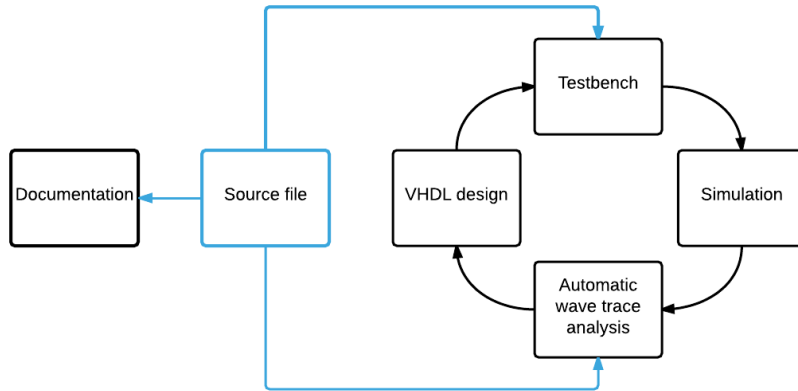 Testbench
Documentation
Source file
VHDL design
Simulation
Automatic
wave trace
analysis